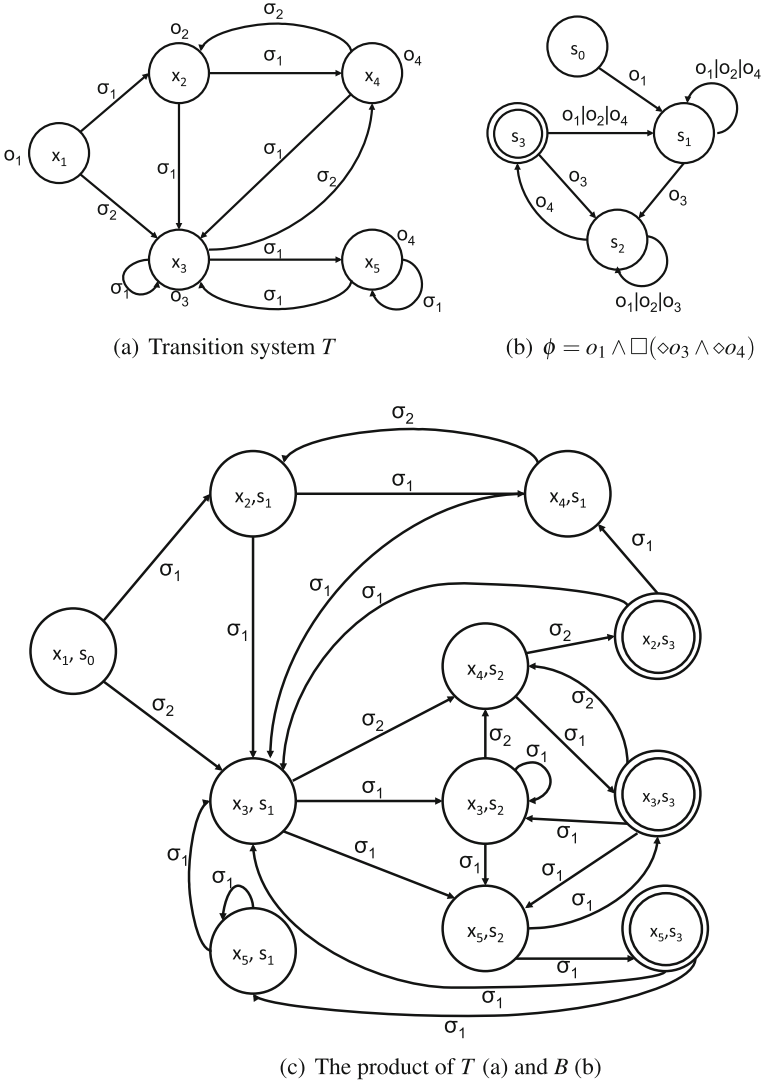 σ₂
o₂
x₂
σ₁
x₄
o₄
σ₁
o₁
x₁
σ₁
σ₁
σ₂
σ₂
x₃
σ₁
x₅
o₄
σ₁
o₃
σ₁
σ₁
(a) Transition system T
s₀
o₁
o₁|o₂|o₄
s₃
o₁|o₂|o₄
s₁
o₃
o₃
o₄
s₂
o₁|o₂|o₃
(b) ϕ = o₁ ∧ □(⋄o₃ ∧ ⋄o₄)
σ₂
x₂,s₁
σ₁
x₄,s₁
σ₁
σ₁
σ₁
σ₁
σ₁
x₁, s₀
σ₂
x₂,s₃
σ₂
x₄,s₂
σ₂
σ₂
σ₁
σ₂
σ₁
x₃, s₁
σ₁
x₃,s₂
x₃,s₃
σ₁
σ₁
σ₁
σ₁
σ₁
σ₁
σ₁
x₅, s₁
x₅,s₂
x₅,s₃
σ₁
σ₁
σ₁
(c) The product of T (a) and B (b)